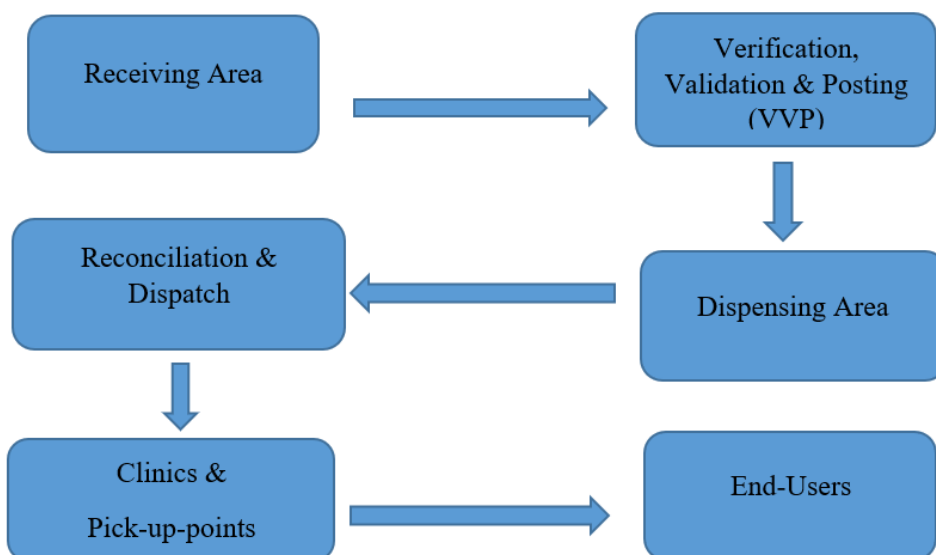 Receiving Area
Verification,
Validation & Posting
(VVP)
Reconciliation &
Dispatch
Dispensing Area
Clinics &
Pick-up-points
End-Users